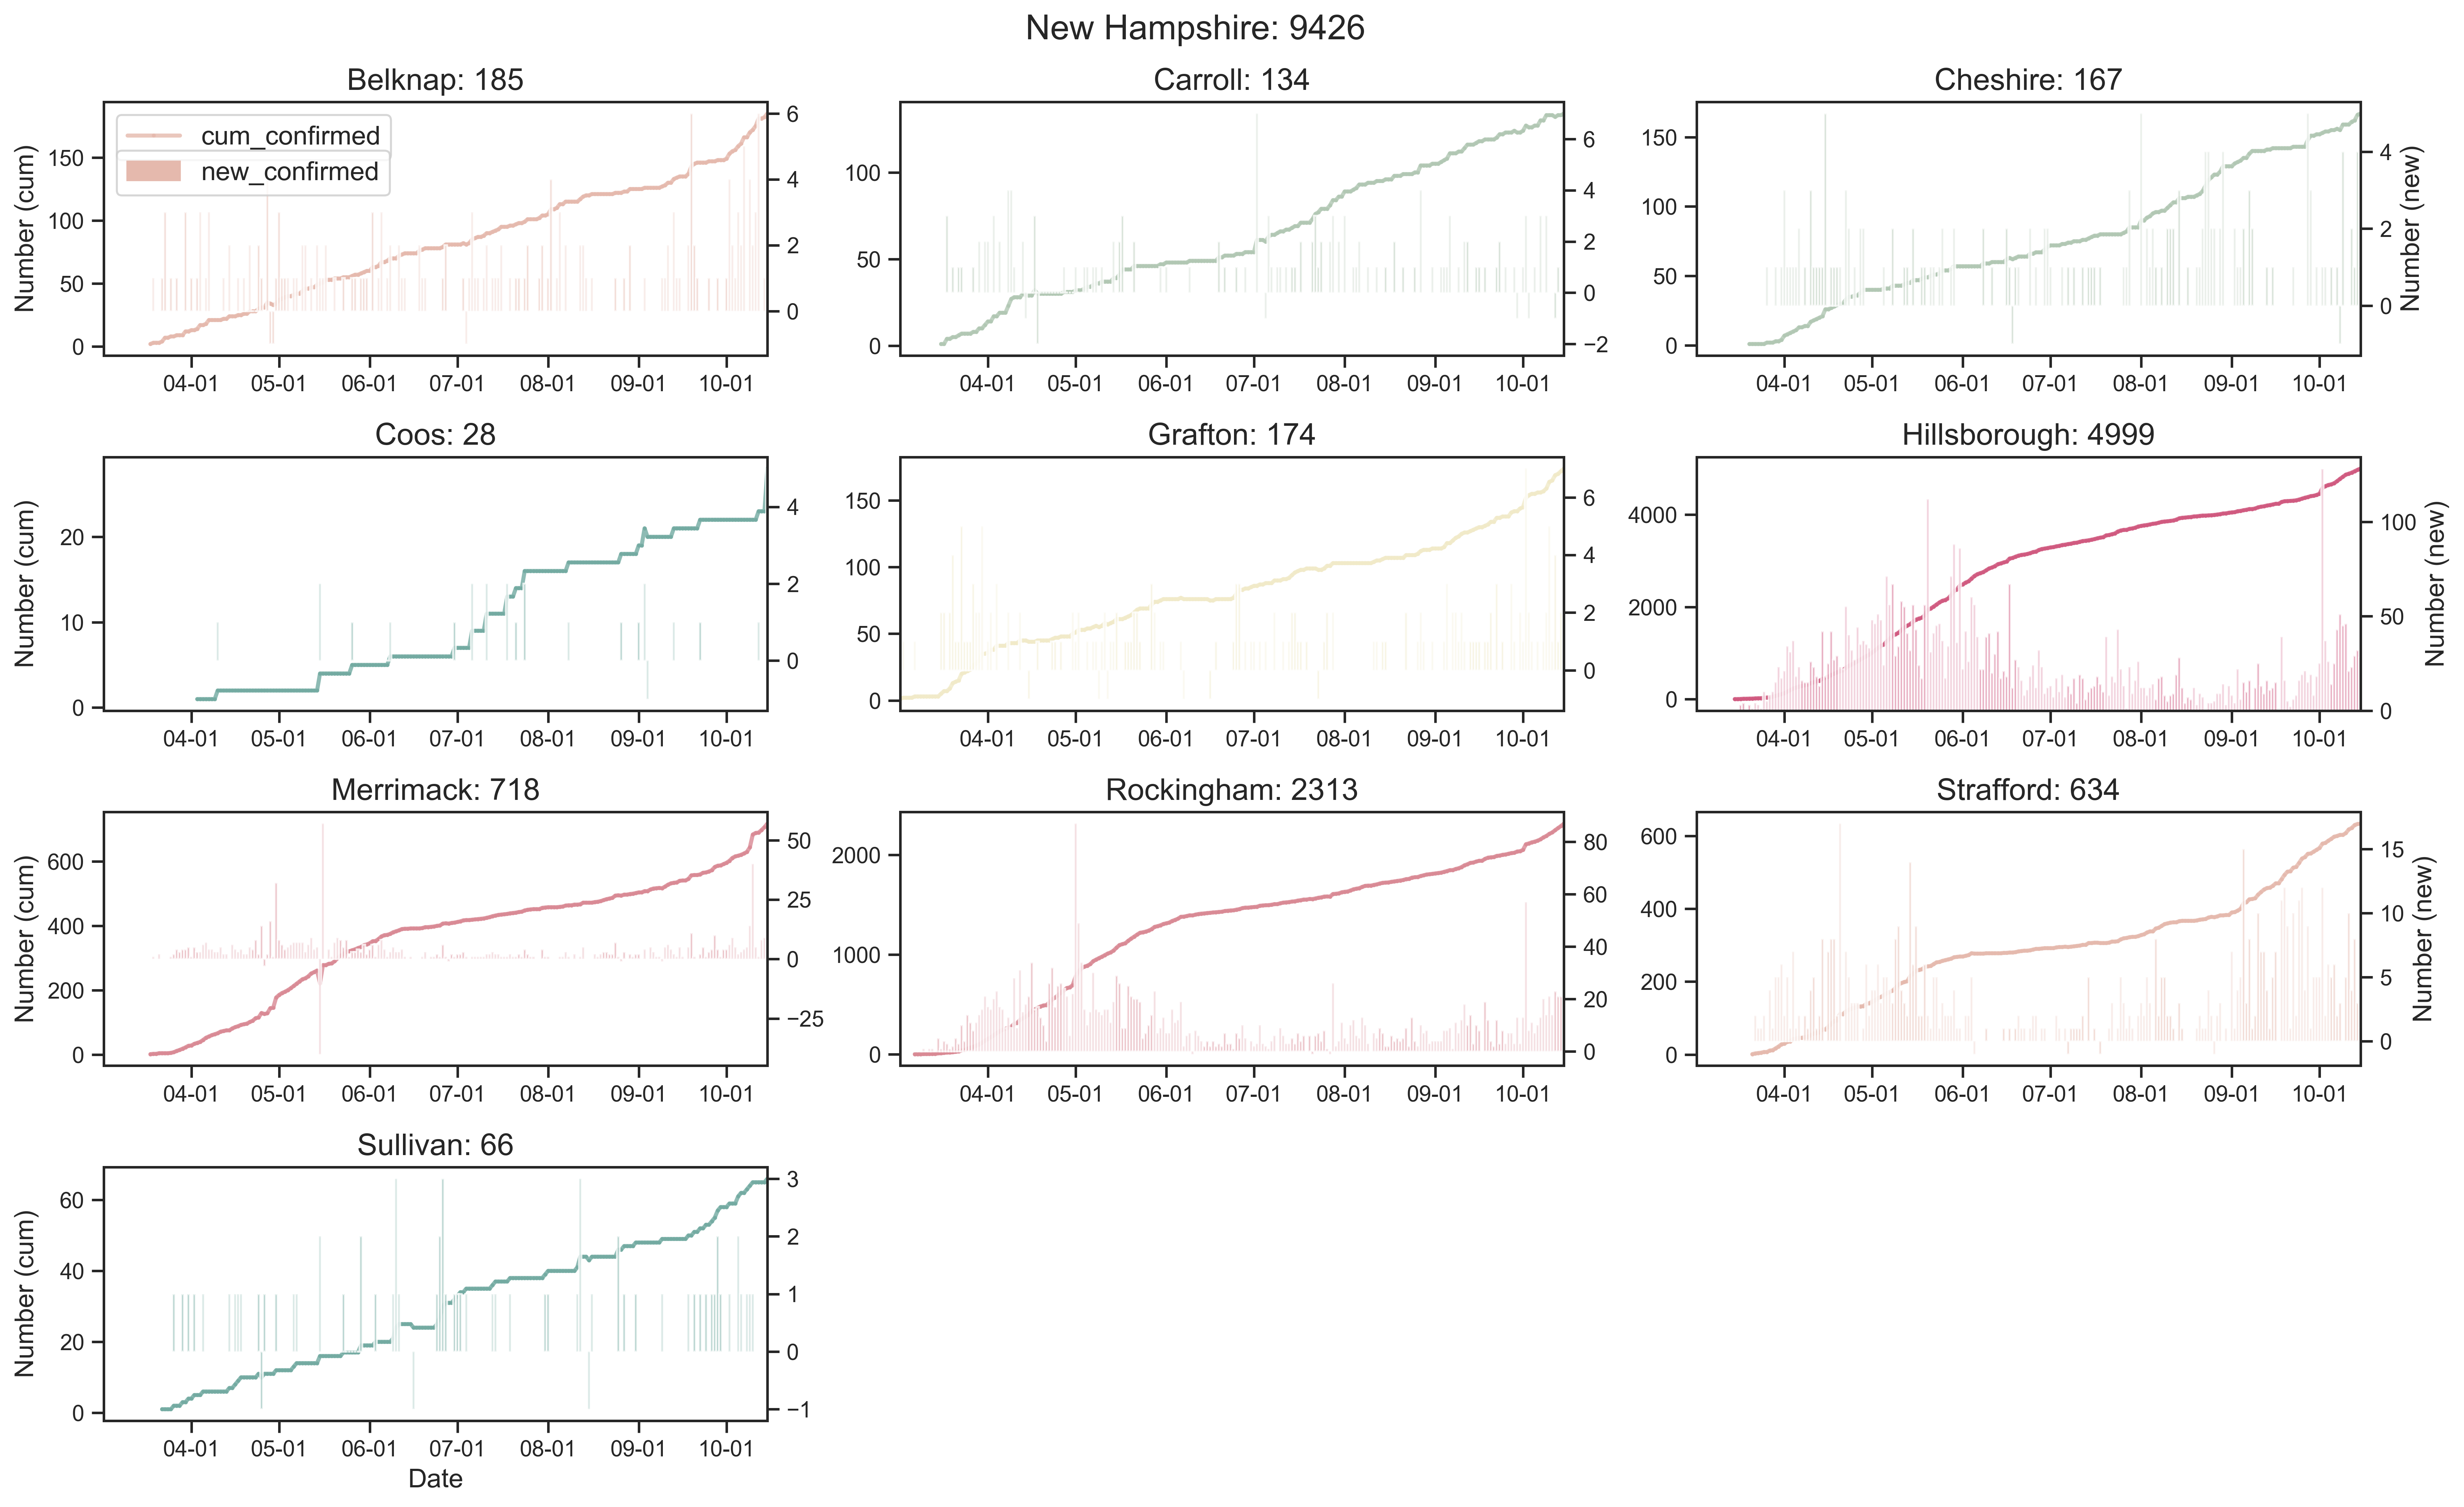 New Hampshire: 9426
Belknap: 185
Number (cum)
150
100
50
0
cum_confirmed
new_confirmed
6
4
2
0
04-01 05-01 06-01 07-01 08-01 09-01 10-01
Carroll: 134
100
50
0
6
4
2
0
−2
04-01 05-01 06-01 07-01 08-01 09-01 10-01
Cheshire: 167
150
100
50
0
4
2
0
Number (new)
04-01 05-01 06-01 07-01 08-01 09-01 10-01
Coos: 28
Number (cum)
20
10
0
4
2
0
04-01 05-01 06-01 07-01 08-01 09-01 10-01
Grafton: 174
150
100
50
0
6
4
2
0
04-01 05-01 06-01 07-01 08-01 09-01 10-01
Hillsborough: 4999
4000
2000
0
100
50
0
Number (new)
04-01 05-01 06-01 07-01 08-01 09-01 10-01
Merrimack: 718
Number (cum)
600
400
200
0
50
25
0
−25
04-01 05-01 06-01 07-01 08-01 09-01 10-01
Rockingham: 2313
2000
1000
0
80
60
40
20
0
04-01 05-01 06-01 07-01 08-01 09-01 10-01
Strafford: 634
600
400
200
0
15
10
5
0
Number (new)
04-01 05-01 06-01 07-01 08-01 09-01 10-01
Sullivan: 66
Number (cum)
60
40
20
0
3
2
1
0
−1
04-01 05-01 06-01 07-01 08-01 09-01 10-01
Date